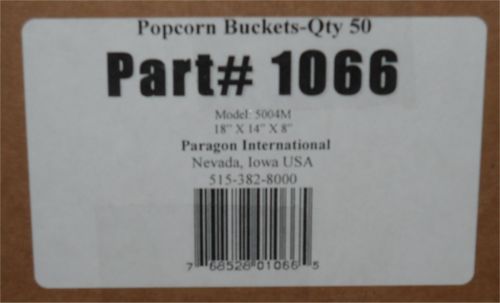 Popcorn Buckets-Qty 50
Part# 1066
Model: 5004M
18" X 14" X 8"
Paragon International
Nevada, Iowa USA
515-382-8000
7 68528 01066 5